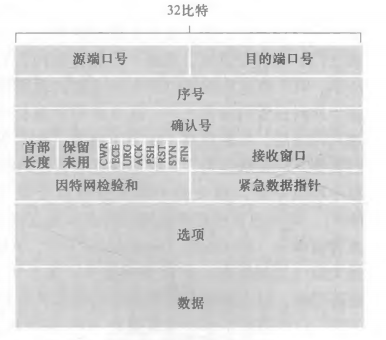 32比特
源端口号 目的端口号
序号
确认号
首部长度 保留未用 CWR ECE URG ACK PSH RST SYN FIN 接收窗口
因特网检验和 紧急数据指针
选项
数据